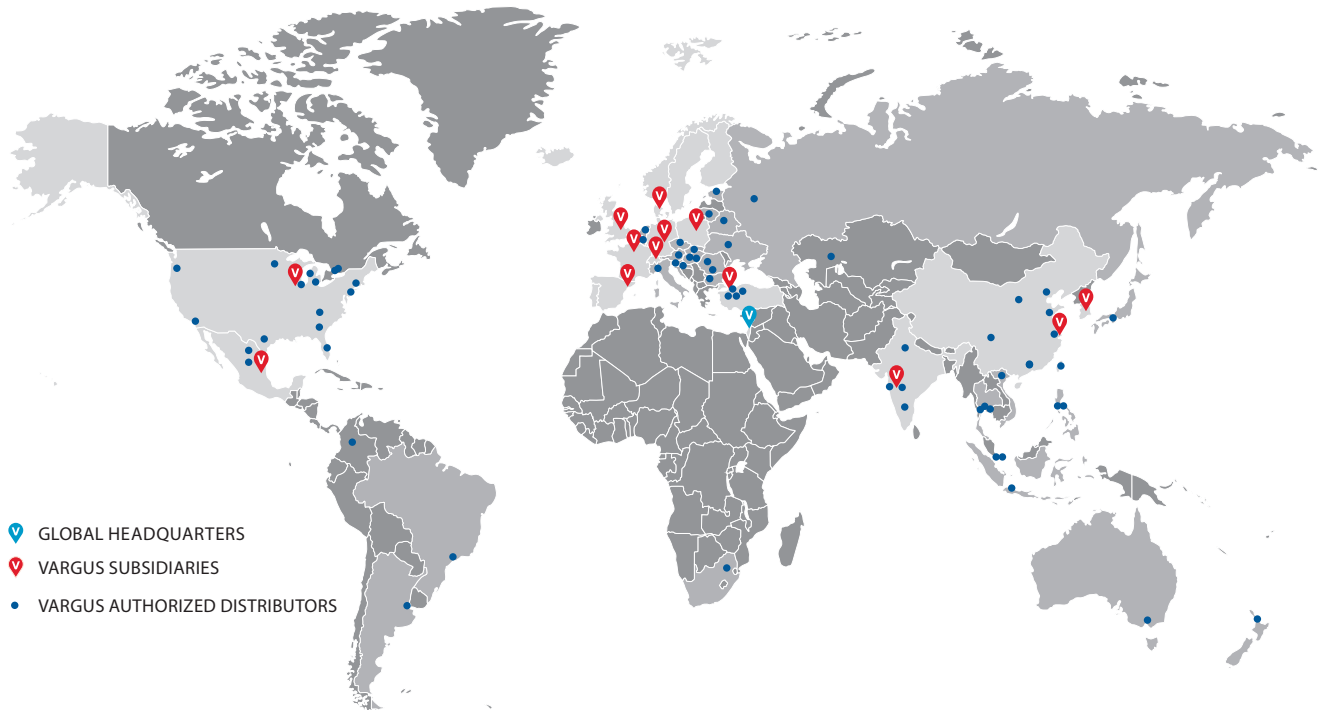 GLOBAL HEADQUARTERS
VARGUS SUBSIDIARIES
VARGUS AUTHORIZED DISTRIBUTORS